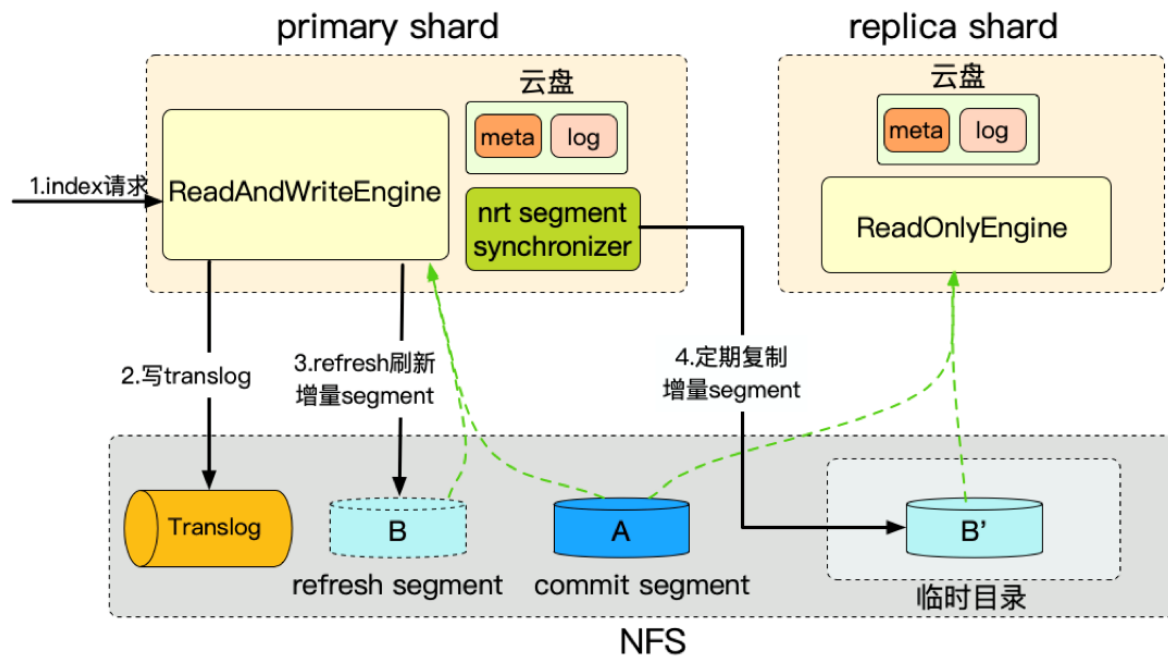 primary shard
replica shard
云盘
meta
log
ReadAndWriteEngine
1.index请求
nrt segment
synchronizer
云盘
meta
log
ReadOnlyEngine
2.写translog
3.refresh刷新
增量segment
4.定期复制
增量segment
Translog
B
refresh segment
A
commit segment
B’
临时目录
NFS